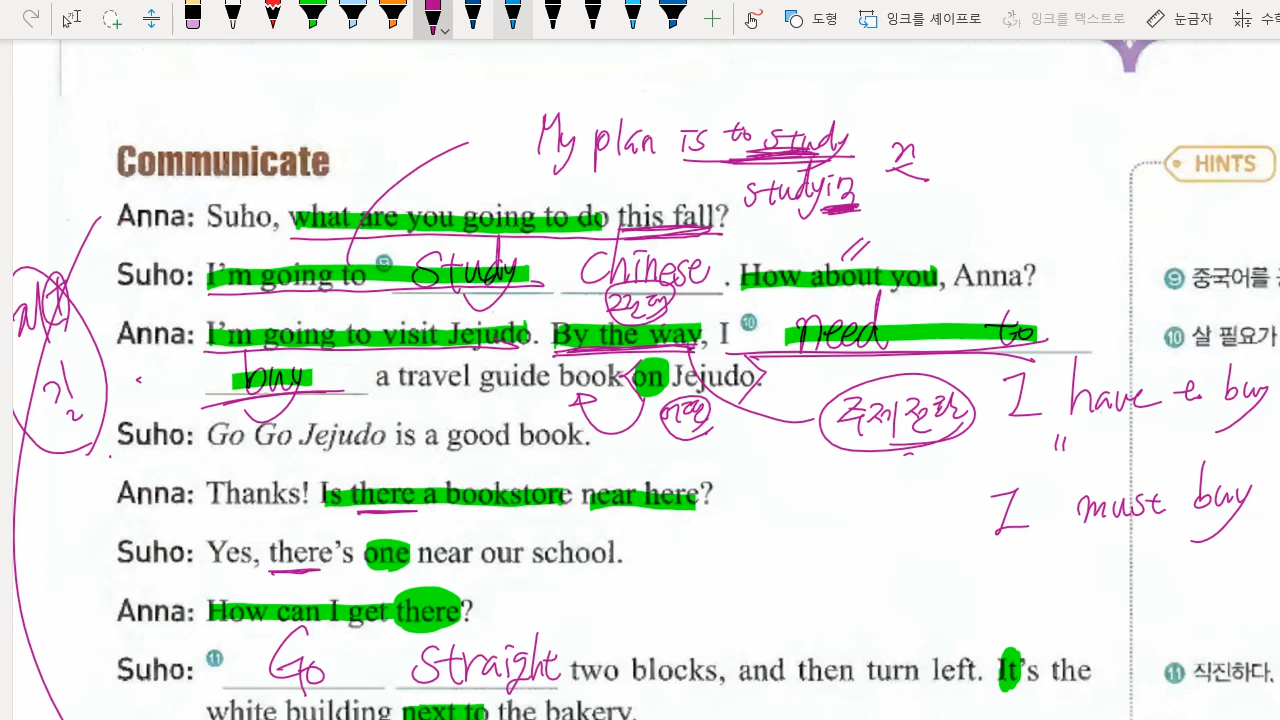 도형 잉크를 셰이프로 잉크를 텍스트로 눈금자
My plan is to study
studying
Communicate
HINTS
Anna: Suho, what are you going to do this fall?
Suho: I'm going to ⑨ study Chinese. How about you, Anna?
⑨ 중국어를
Anna: I'm going to visit Jejudo. By the way, I ⑩ need to
⑩ 살 필요가
buy a travel guide book on Jejudo.
주제전환
I have to buy
Suho: Go Go Jejudo is a good book.
"
Anna: Thanks! Is there a bookstore near here?
I must buy
Suho: Yes, there's one near our school.
Anna: How can I get there?
Suho: ⑪ Go straight two blocks, and then turn left. It's the
⑪ 직진하다.
white building next to the bakery.